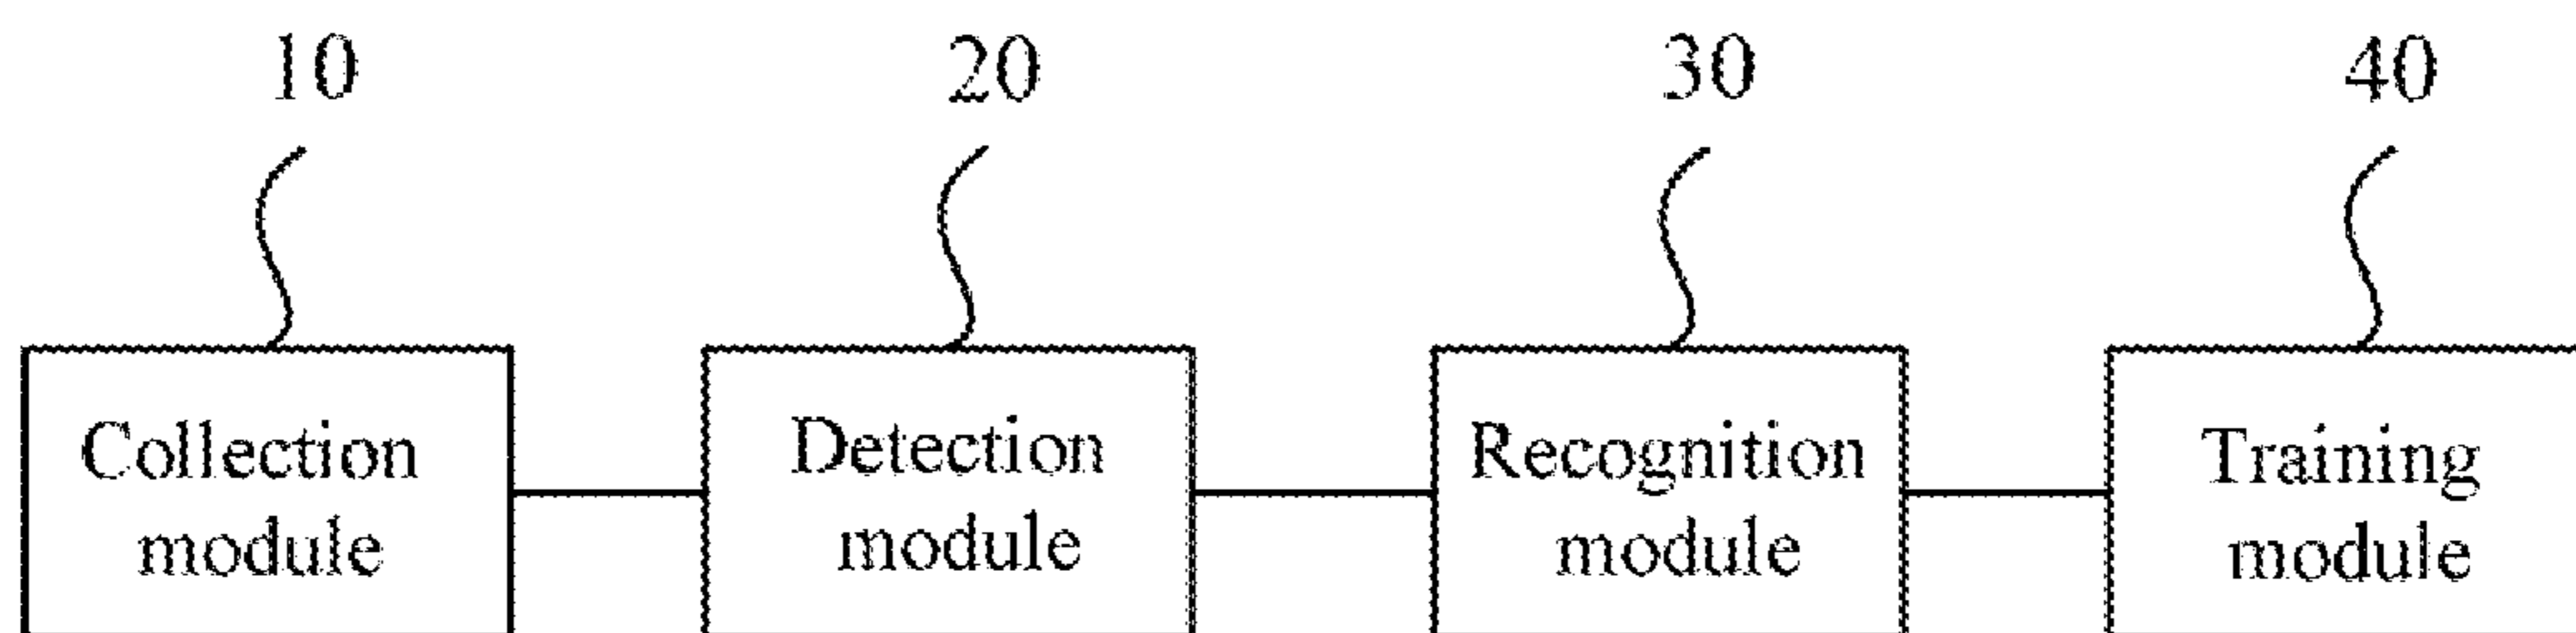 10 20 30 40
Collection Detection Recognition Training
module module module module